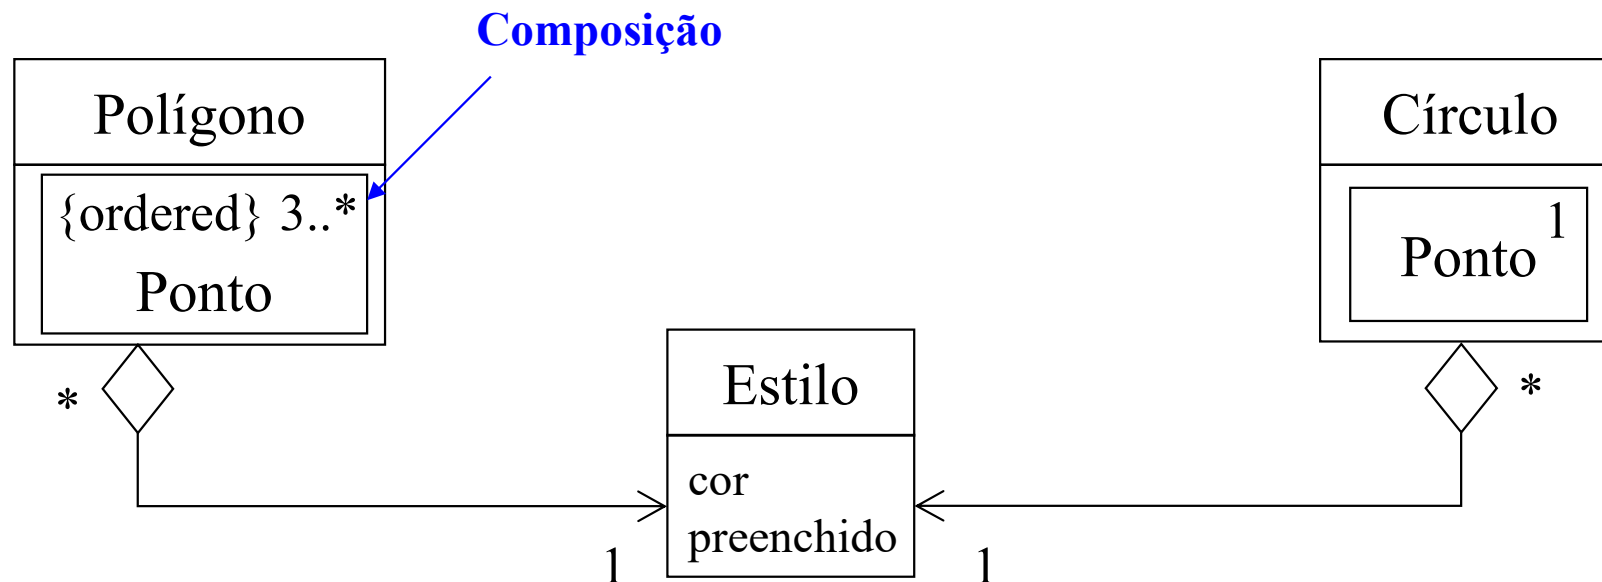 Composição
Polígono
{ordered} 3..*
Ponto
*
Círculo
1
Ponto
*
Estilo
cor
preenchido
1
1